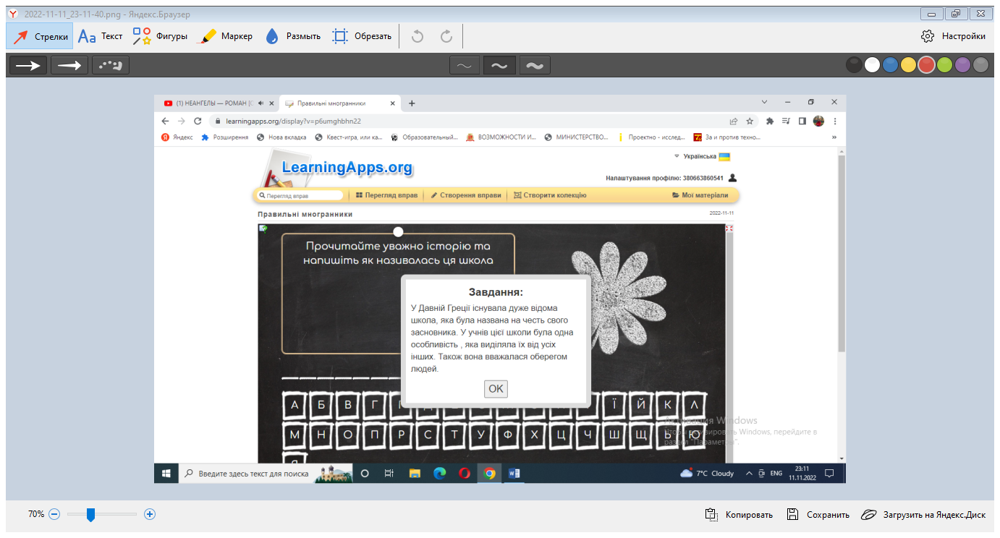 2022-11-11_23-11-40.png - Яндекс.Браузер
Стрелки Текст Фигуры Маркер Размыть Обрезать Настройки
(1) НЕАНГЕЛЫ — РОМАН [О Правильні многранники
learningapps.org/display?v=p6umghbhn22
Яндекс Розширення Нова вкладка Квест-игра, или ка... Образовательный... ВОЗМОЖНОСТИ И... МИНИСТЕРСТВО... Проектно - исслед... За и против техно... »
LearningApps.org
Українська
Налаштування профілю: 380663860541
Перегляд вправ Перегляд вправ Створення вправи Створити колекцію Мої матеріали
Правильні многранники 2022-11-11
Прочитайте уважно історію та
напишіть як називалась ця школа
Завдання:
У Давній Греції існувала дуже відома
школа, яка була названа на честь свого
засновника. У учнів цієї школи була одна
особливість , яка виділяла їх від усіх
інших. Також вона вважалася оберегом
людей.
OK
А Б В Г Ї Й К Л
М Н О П Р С Т У Ф Х Ц Ч Ш Щ Ь Ю
Я
Активация Windows
Чтобы активировать Windows, перейдите в
раздел "Параметры".
Введите здесь текст для поиска 7°C Cloudy ENG 23:11
11.11.2022
70% Копировать Сохранить Загрузить на Яндекс.Диск